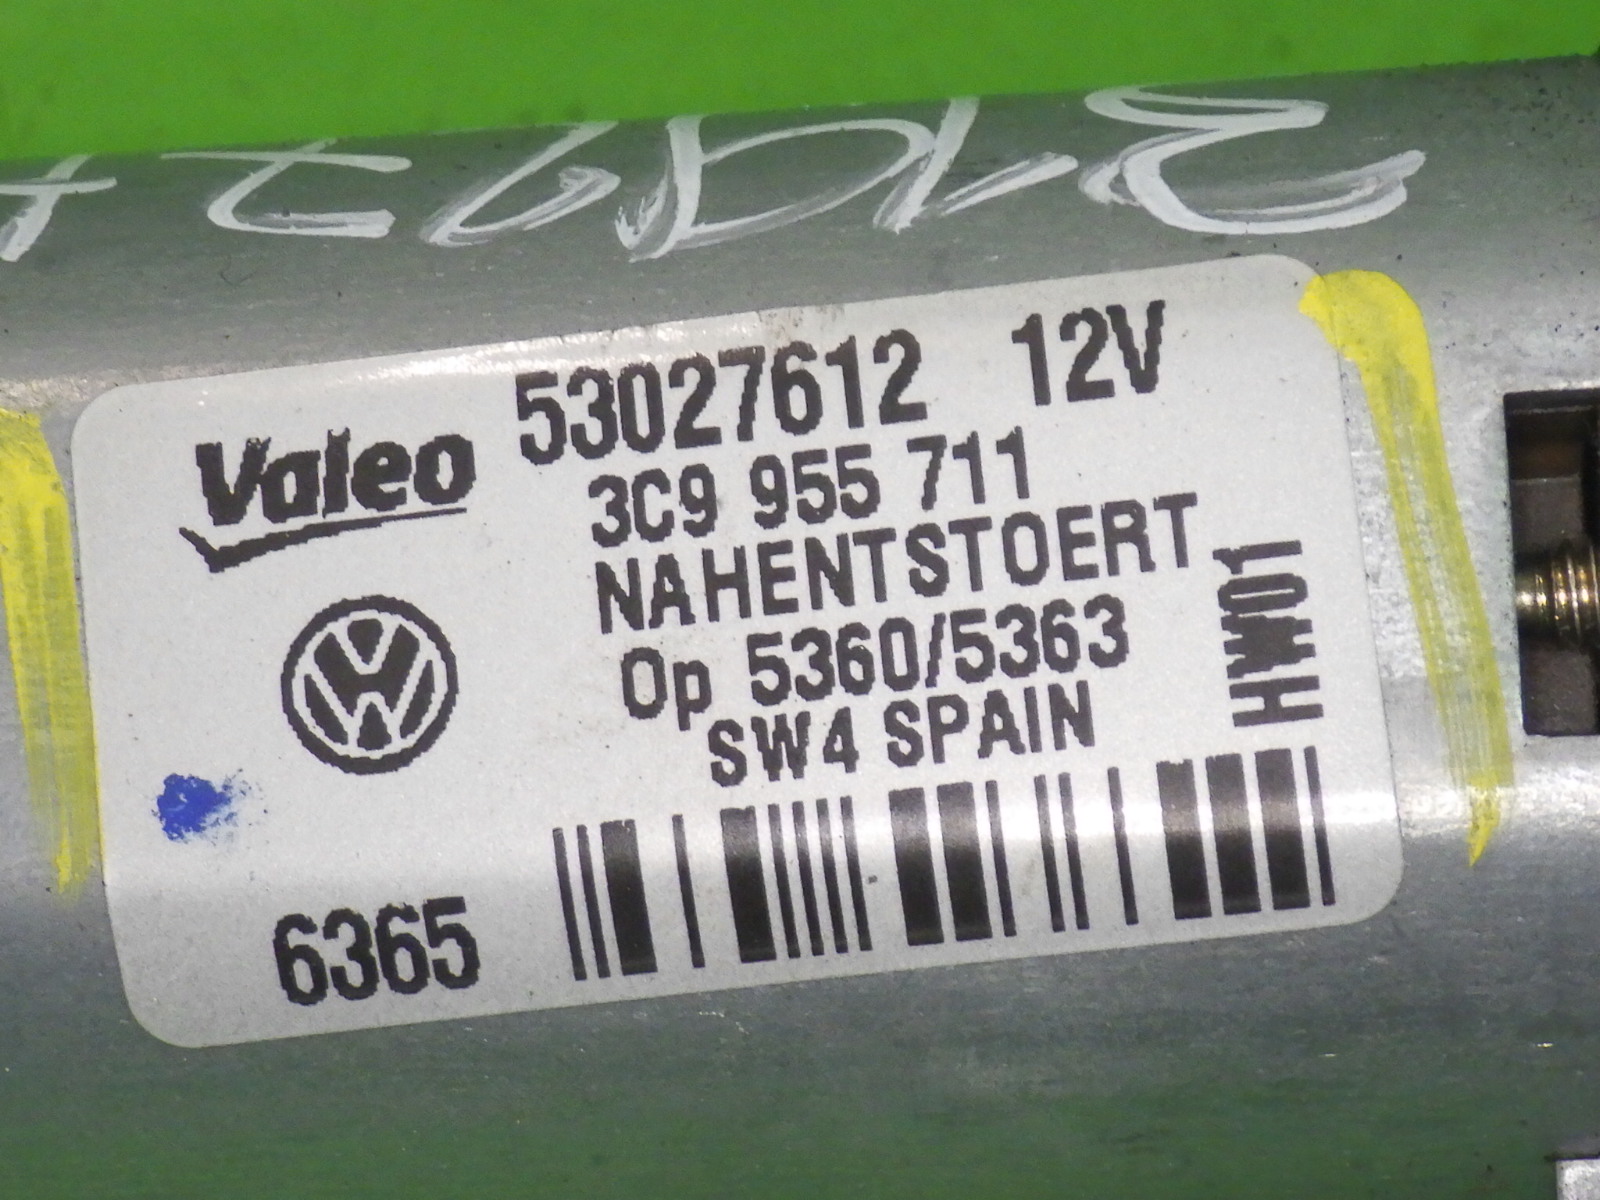 Valeo
53027612 12V
3C9 955 711
NAHENTSTOERT
Op 5360/5363
SW4 SPAIN
HW01
6365